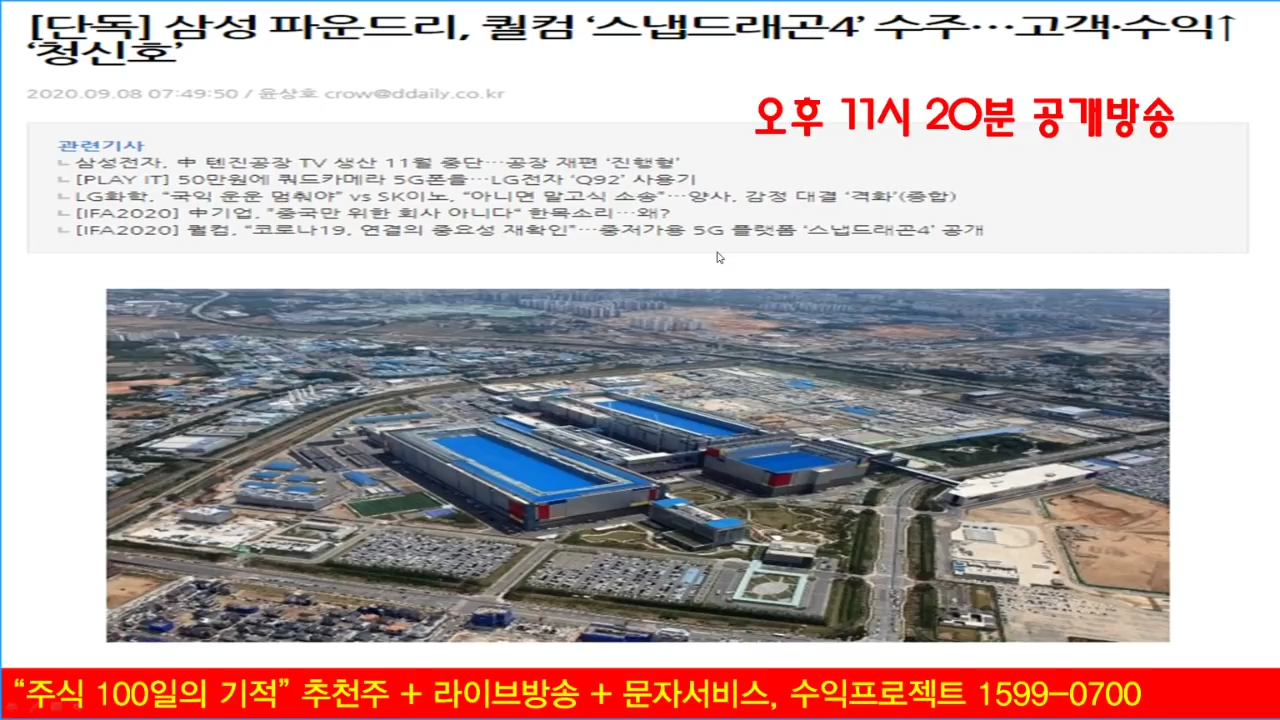 [단독] 삼성 파운드리, 퀄컴 ‘스냅드래곤4’ 수주…고객·수익↑
‘청신호’
2020.09.08 07:49:50 / 윤상호 crow@ddaily.co.kr
오후 11시 20분 공개방송
관련기사
삼성전자, 中 톈진공장 TV 생산 11월 중단…공장 재편 ‘진행형’
[PLAY IT] 50만원에 쿼드카메라 5G폰을…LG전자 ‘Q92’ 사용기
LG화학, “국익 운운 멈춰야” vs SK이노, “아니면 말고식 소송”…양사, 감정 대결 ‘격화’(종합)
[IFA2020] 中기업, “중국만 위한 회사 아니다“ 한목소리…왜?
[IFA2020] 퀄컴, “코로나19, 연결의 중요성 재확인”…중저가용 5G 플랫폼 ‘스냅드래곤4’ 공개
“주식 100일의 기적” 추천주 + 라이브방송 + 문자서비스, 수익프로젝트 1599-0700